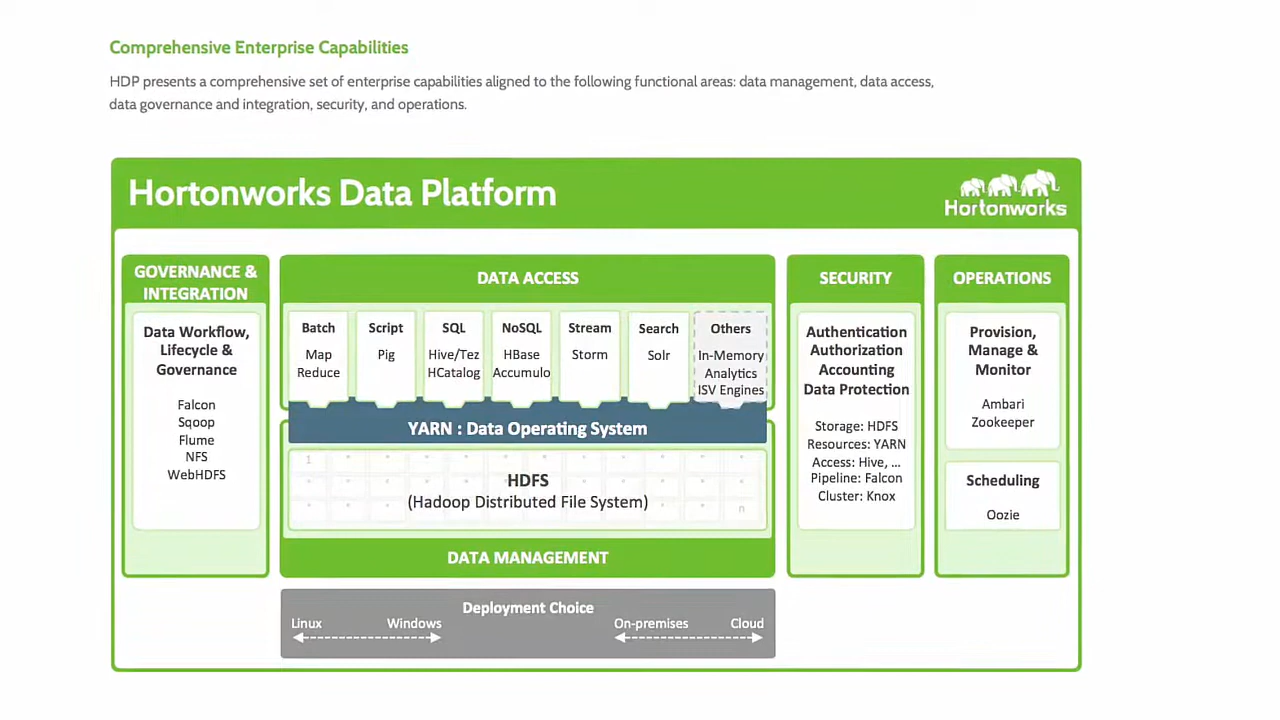 Comprehensive Enterprise Capabilities
HDP presents a comprehensive set of enterprise capabilities aligned to the following functional areas: data management, data access,
data governance and integration, security, and operations.
Hortonworks Data Platform
Hortonworks
GOVERNANCE &
INTEGRATION
Data Workflow,
Lifecycle &
Governance
Falcon
Sqoop
Flume
NFS
WebHDFS
DATA ACCESS
Batch
Map
Reduce
Script
Pig
SQL
Hive/Tez
HCatalog
NoSQL
HBase
Accumulo
Stream
Storm
Search
Solr
Others
In-Memory
Analytics
ISV Engines
YARN : Data Operating System
1
HDFS
(Hadoop Distributed File System)
n
DATA MANAGEMENT
SECURITY
Authentication
Authorization
Accounting
Data Protection
Storage: HDFS
Resources: YARN
Access: Hive, ...
Pipeline: Falcon
Cluster: Knox
OPERATIONS
Provision,
Manage &
Monitor
Ambari
Zookeeper
Scheduling
Oozie
Deployment Choice
Linux Windows On-premises Cloud